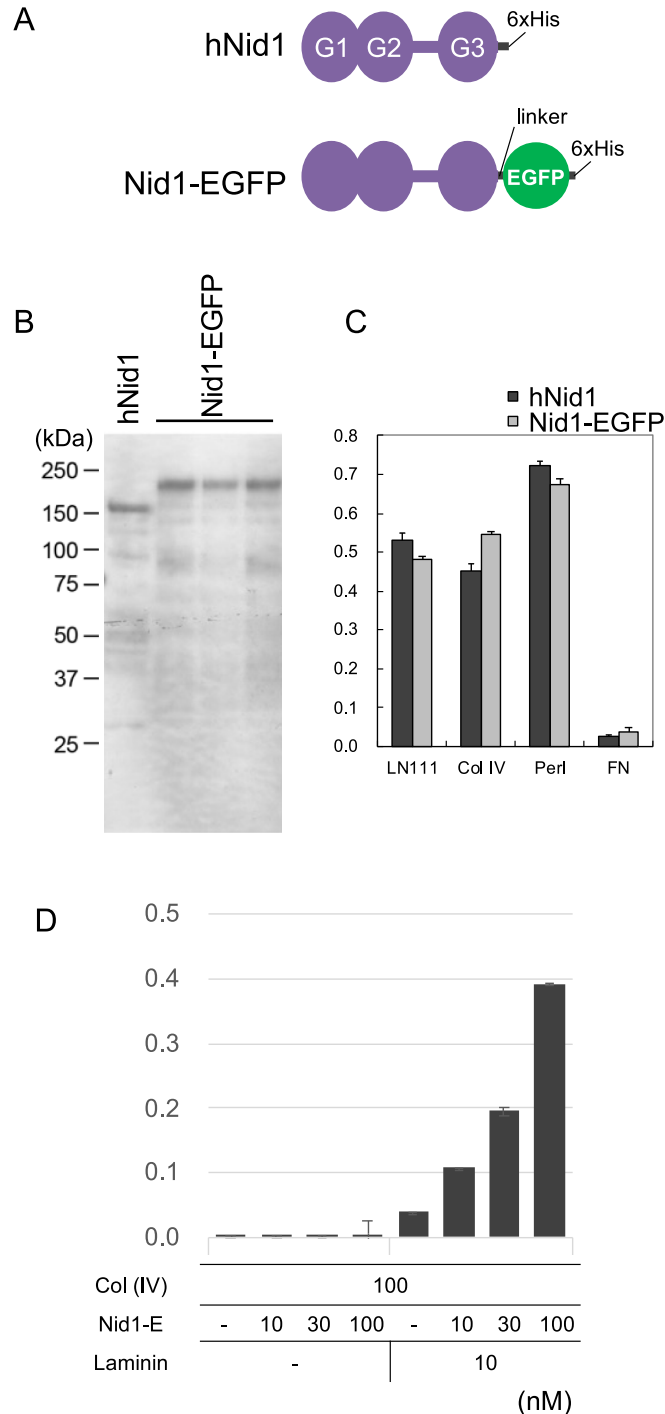 A
hNid1
G1 G2 G3
6xHis
linker
Nid1-EGFP
EGFP
6xHis
B
hNid1
Nid1-EGFP
(kDa)
250
150
100
75
50
37
25
C
hNid1
Nid1-EGFP
0.8
0.7
0.6
0.5
0.4
0.3
0.2
0.1
0.0
LN111 Col IV Perl FN
D
0.5
0.4
0.3
0.2
0.1
0.0
Col (IV) 100
Nid1-E - 10 30 100 - 10 30 100
Laminin - 10
(nM)